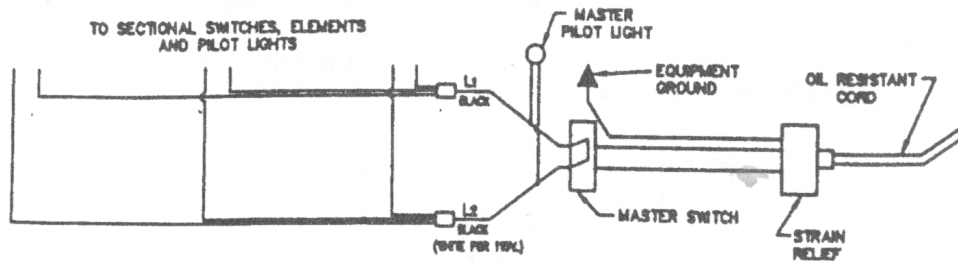 TO SECTIONAL SWITCHES, ELEMENTS
AND PILOT LIGHTS
MASTER
PILOT LIGHT
EQUIPMENT
GROUND
OIL RESISTANT
CORD
L1
BLACK
L2
BLACK
(WHITE FOR 115V.)
MASTER SWITCH
STRAIN
RELIEF